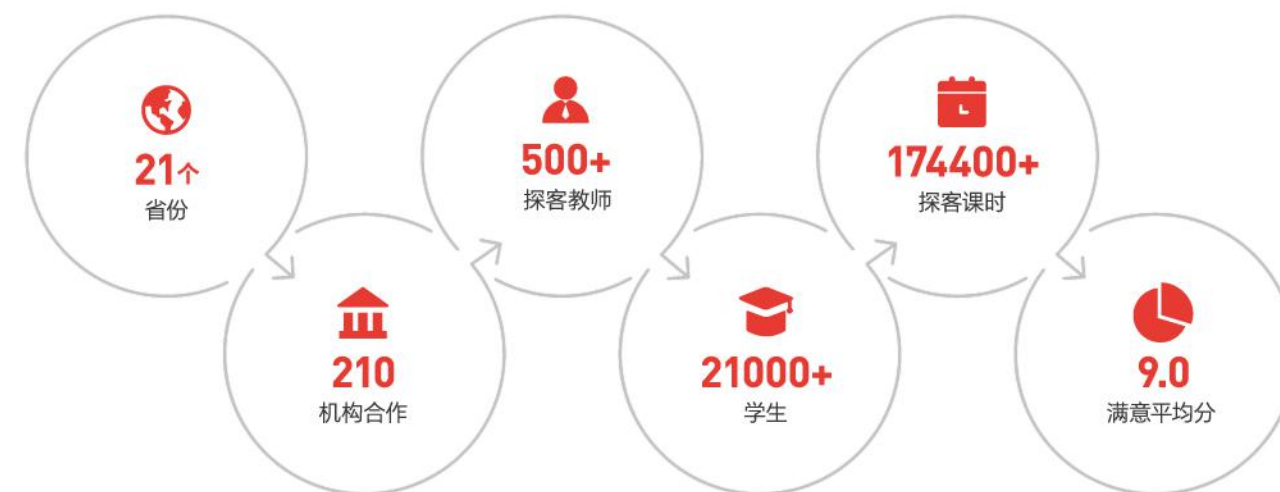 21个
省份
210
机构合作
500+
探客教师
21000+
学生
174400+
探客课时
9.0
满意平均分